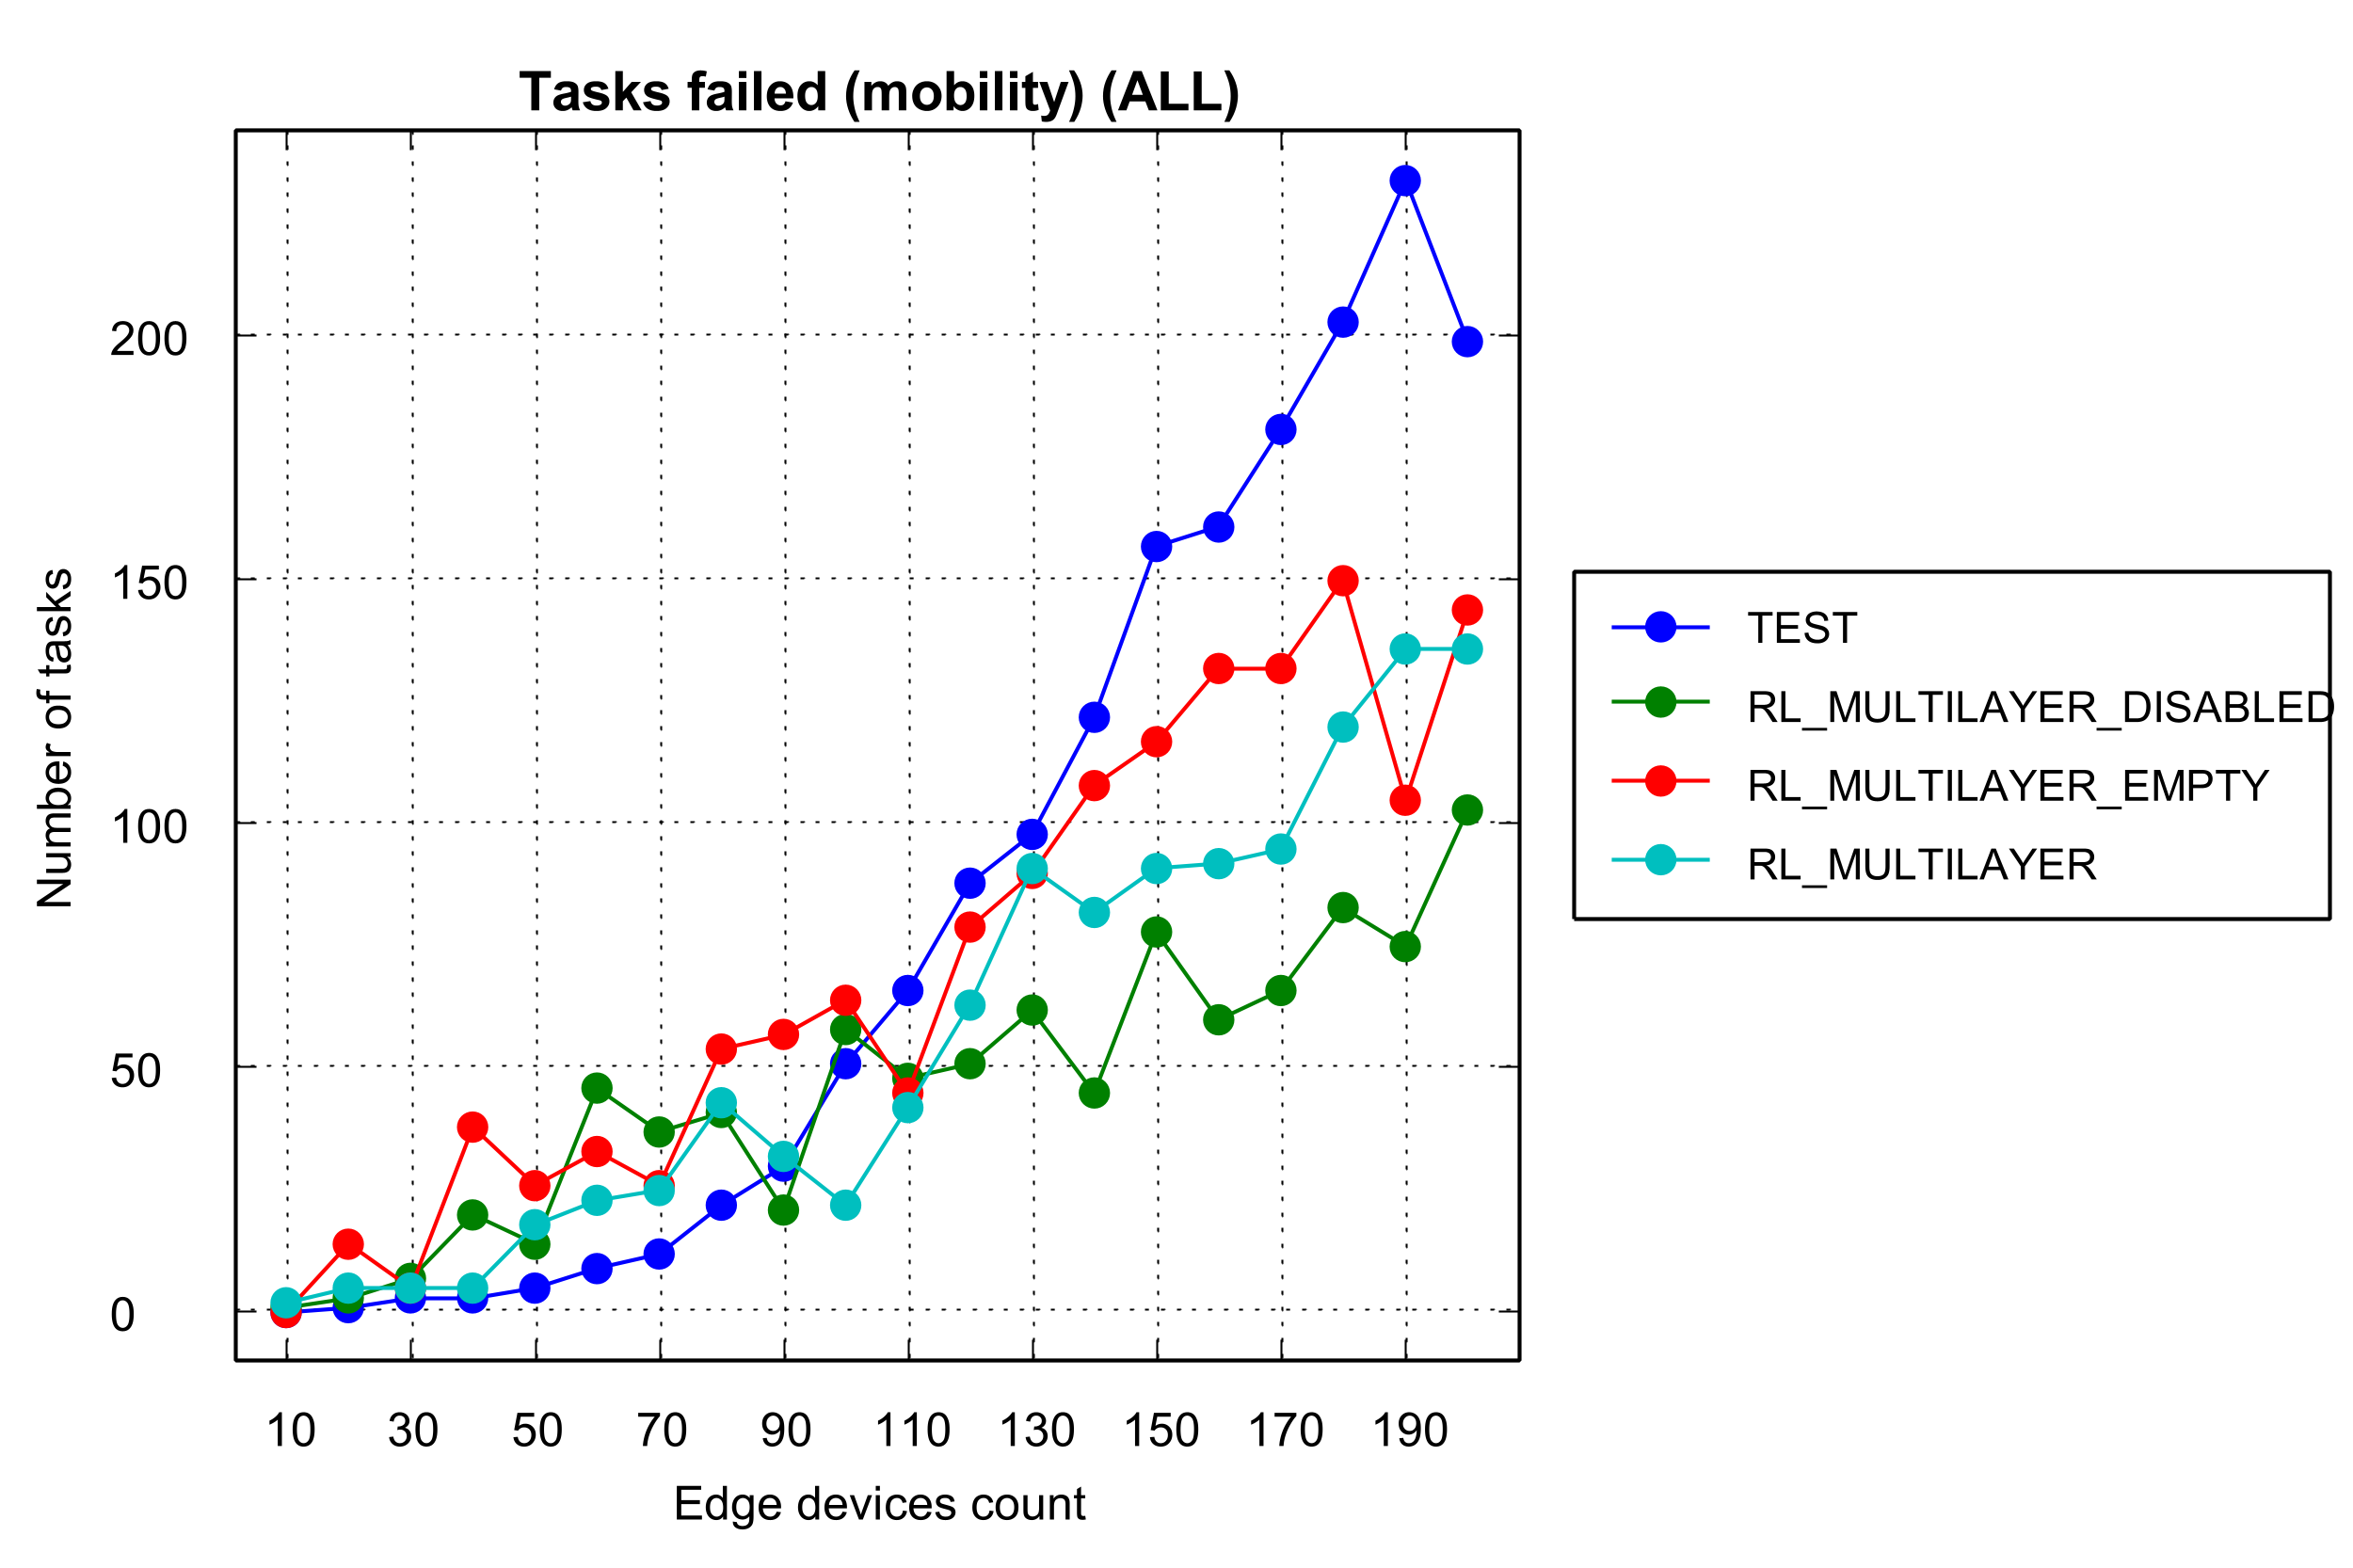 Tasks failed (mobility) (ALL)
Number of tasks
200
150
100
50
0
10 30 50 70 90 110 130 150 170 190
Edge devices count
TEST
RL_MULTILAYER_DISABLED
RL_MULTILAYER_EMPTY
RL_MULTILAYER